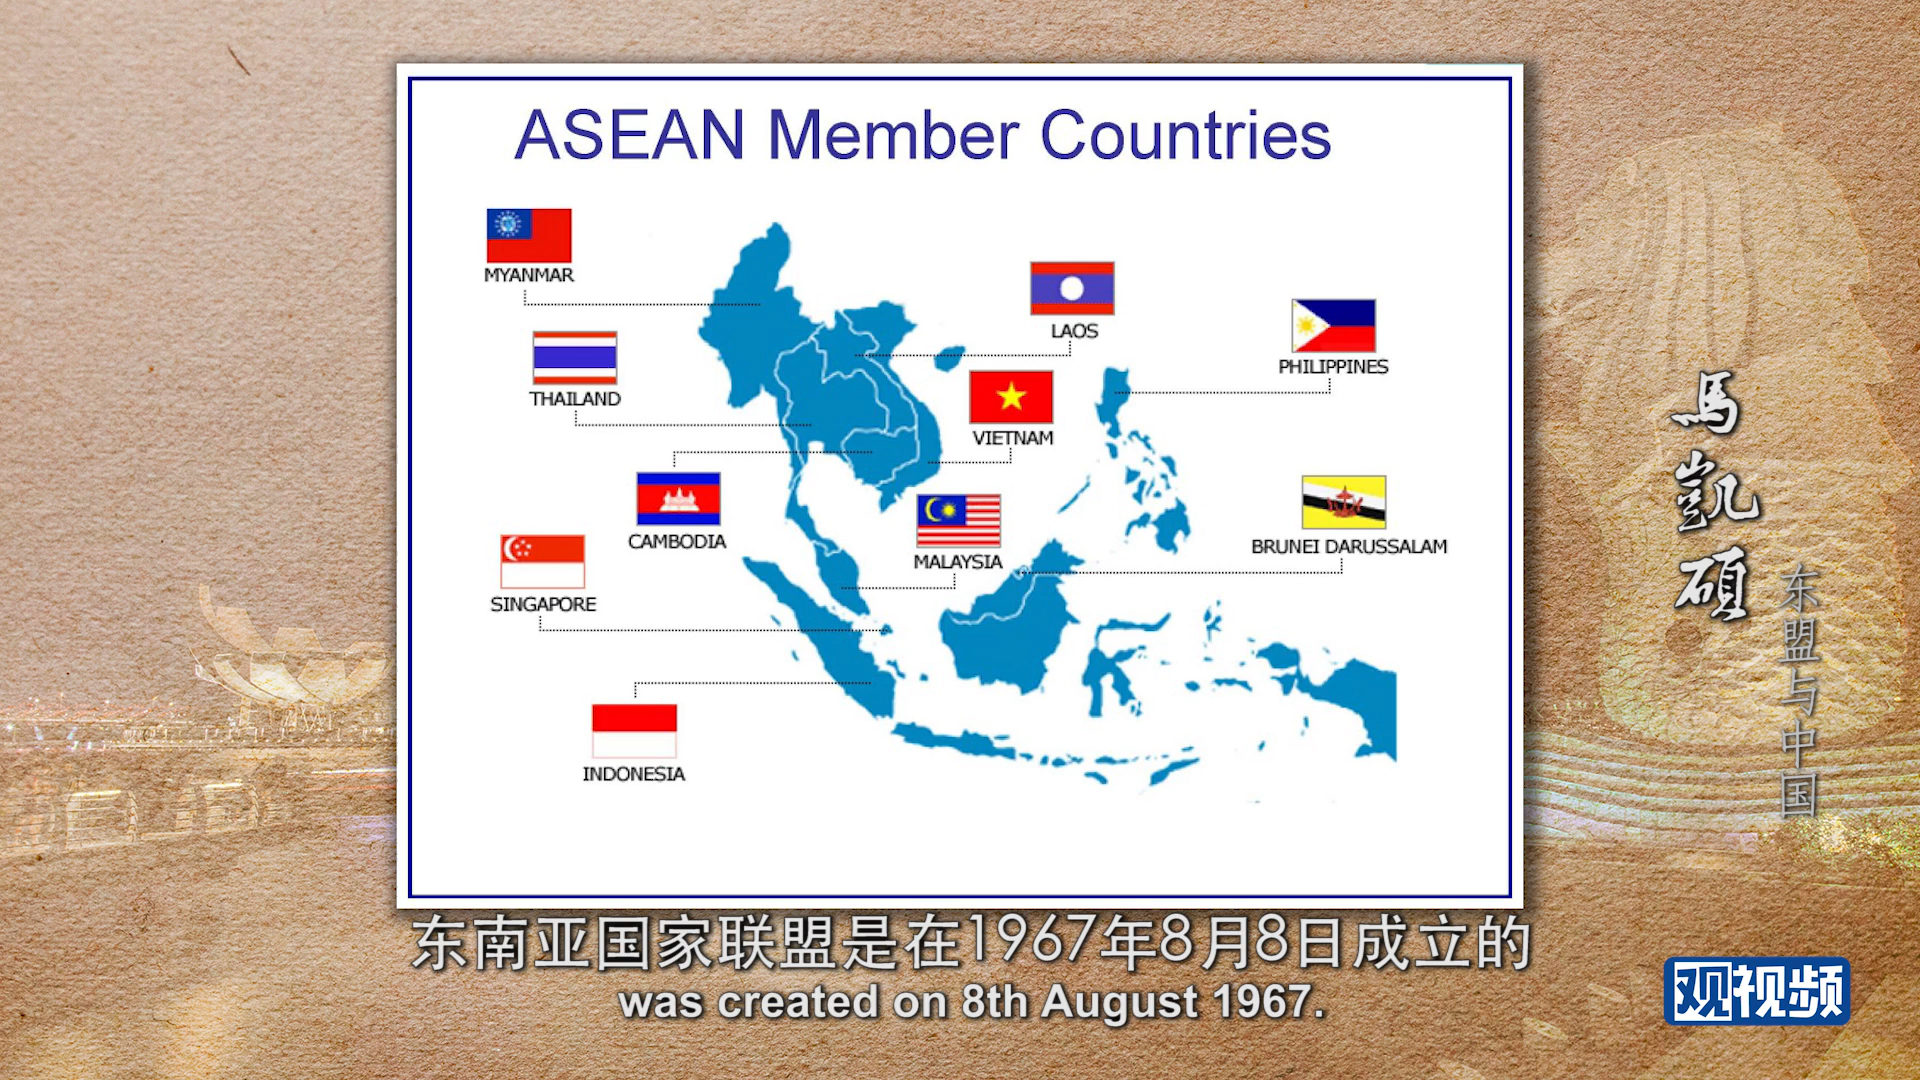 ASEAN Member Countries
MYANMAR
LAOS
PHILIPPINES
THAILAND
VIETNAM
CAMBODIA
MALAYSIA
BRUNEI DARUSSALAM
SINGAPORE
INDONESIA
馬凱碩
东盟与中国
东南亚国家联盟是在1967年8月8日成立的
was created on 8th August 1967.
观视频